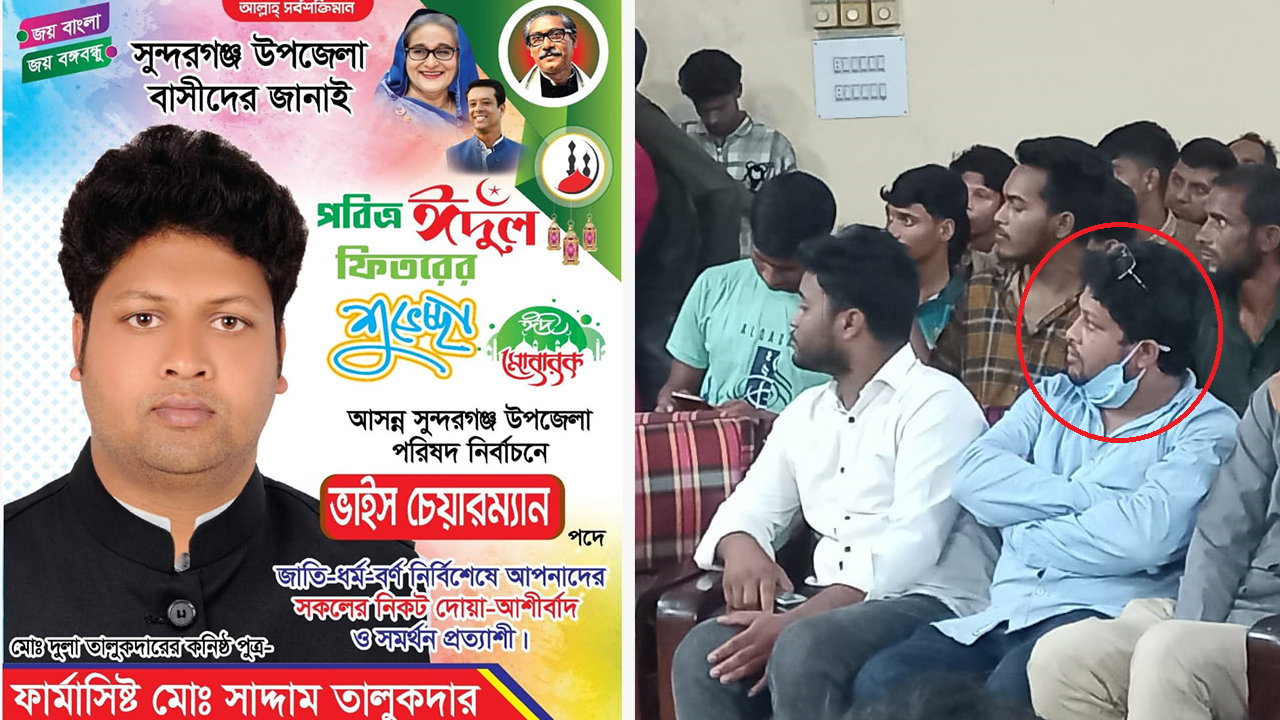 আল্লাহ্ সর্বশক্তিমান
জয় বাংলা
জয় বঙ্গবন্ধু
সুন্দরগঞ্জ উপজেলা
বাসীদের জানাই
পবিত্র ঈদুল
ফিতরের
শুভেচ্ছা
ঈদ
মোবারক
আসন্ন সুন্দরগঞ্জ উপজেলা
পরিষদ নির্বাচনে
ভাইস চেয়ারম্যান
পদে
জাতি-ধর্ম-বর্ণ নির্বিশেষে আপনাদের
সকলের নিকট দোয়া-আশীর্বাদ
ও সমর্থন প্রত্যাশী।
মোঃ দুলা তালুকদারের কনিষ্ঠ পুত্র-
ফার্মাসিষ্ট মোঃ সাদ্দাম তালুকদার